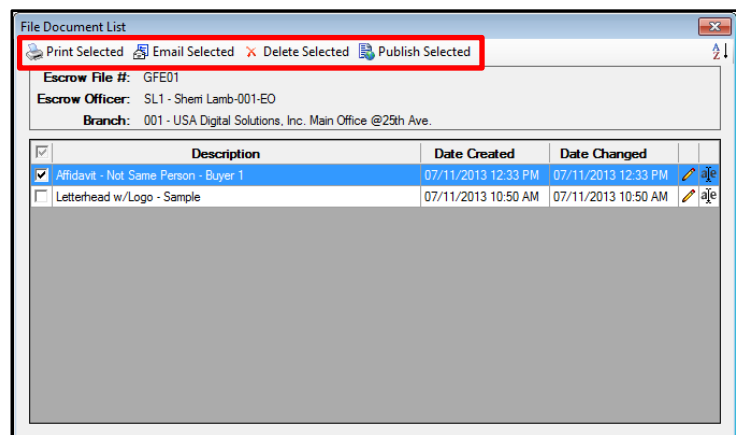 File Document List
Print Selected Email Selected Delete Selected Publish Selected
Escrow File #: GFE01
Escrow Officer: SL1 - Sherri Lamb-001-EO
Branch: 001 - USA Digital Solutions, Inc. Main Office @25th Ave.
Description Date Created Date Changed
Affidavit - Not Same Person - Buyer 1 07/11/2013 12:33 PM 07/11/2013 12:33 PM
Letterhead w/Logo - Sample 07/11/2013 10:50 AM 07/11/2013 10:50 AM